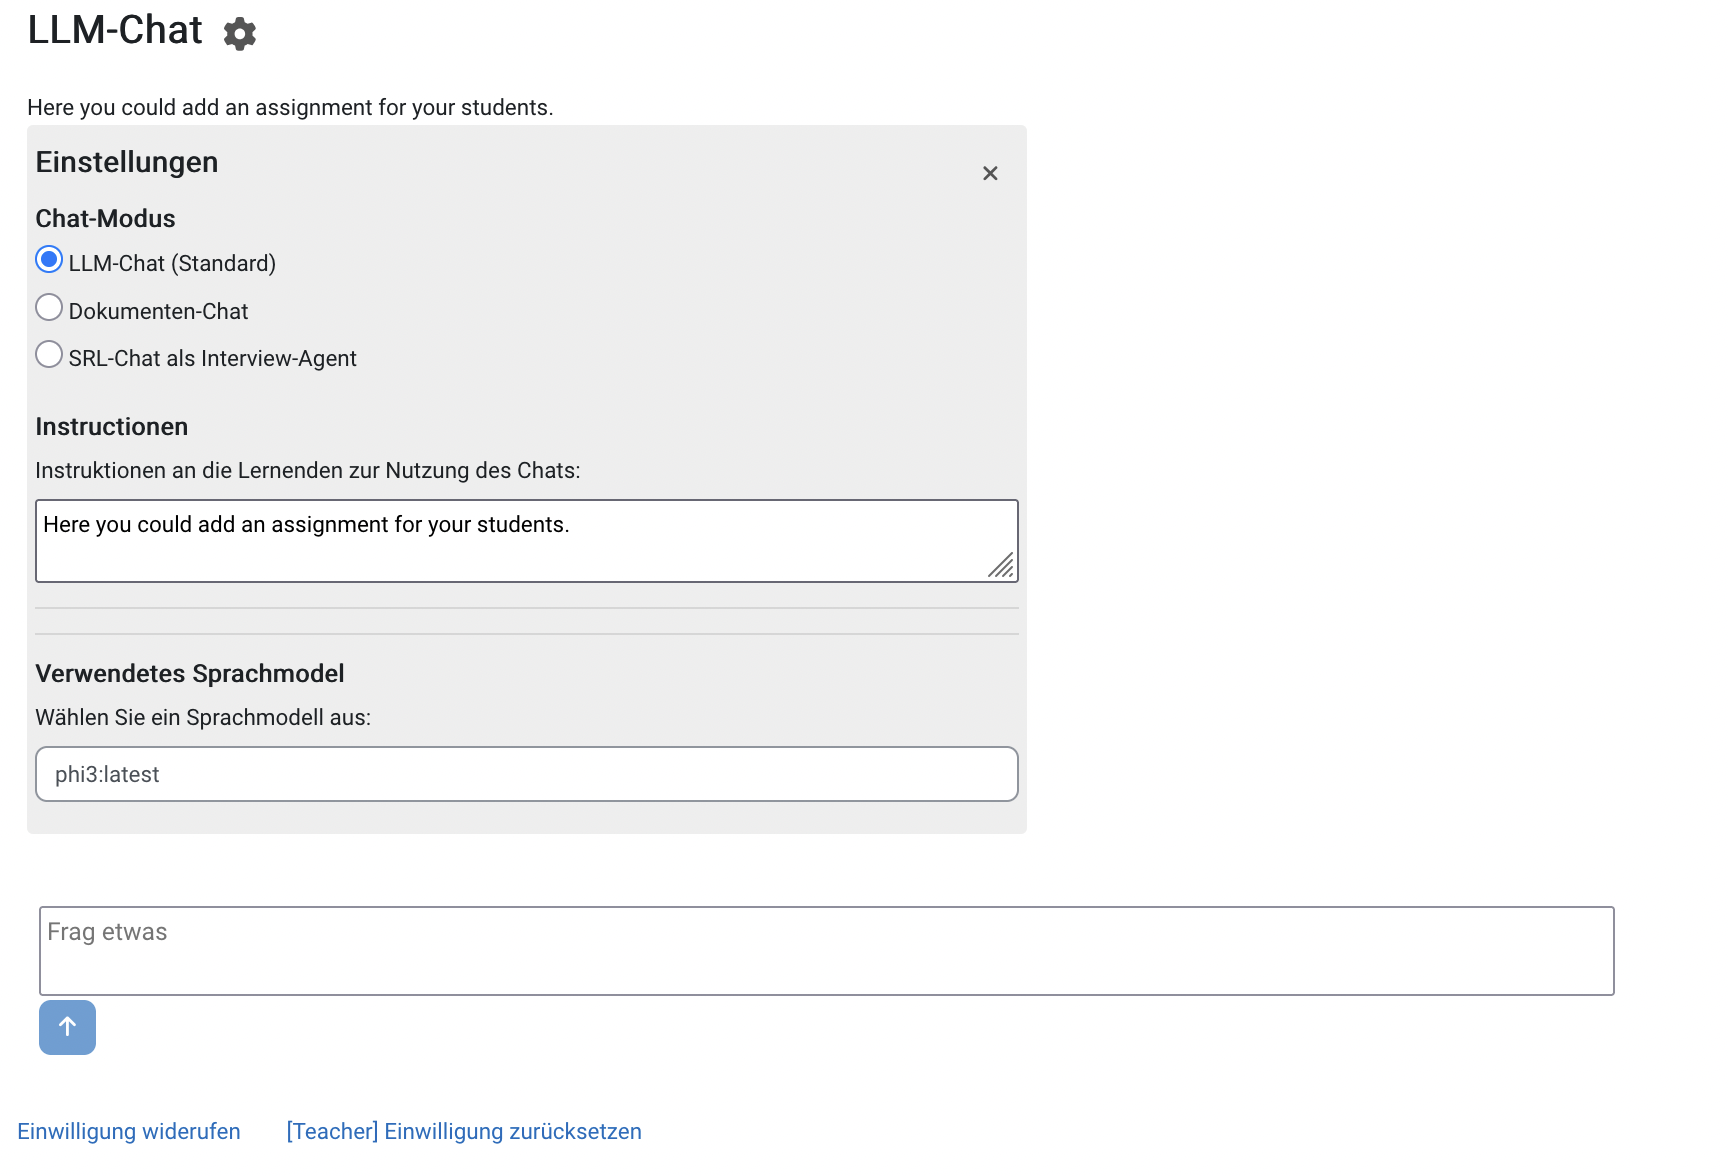 LLM-Chat
Here you could add an assignment for your students.
Einstellungen
Chat-Modus
LLM-Chat (Standard)
Dokumenten-Chat
SRL-Chat als Interview-Agent
Instructionen
Instruktionen an die Lernenden zur Nutzung des Chats:
Here you could add an assignment for your students.
Verwendetes Sprachmodel
Wählen Sie ein Sprachmodell aus:
phi3:latest
Frag etwas
Einwilligung widerufen [Teacher] Einwilligung zurücksetzen